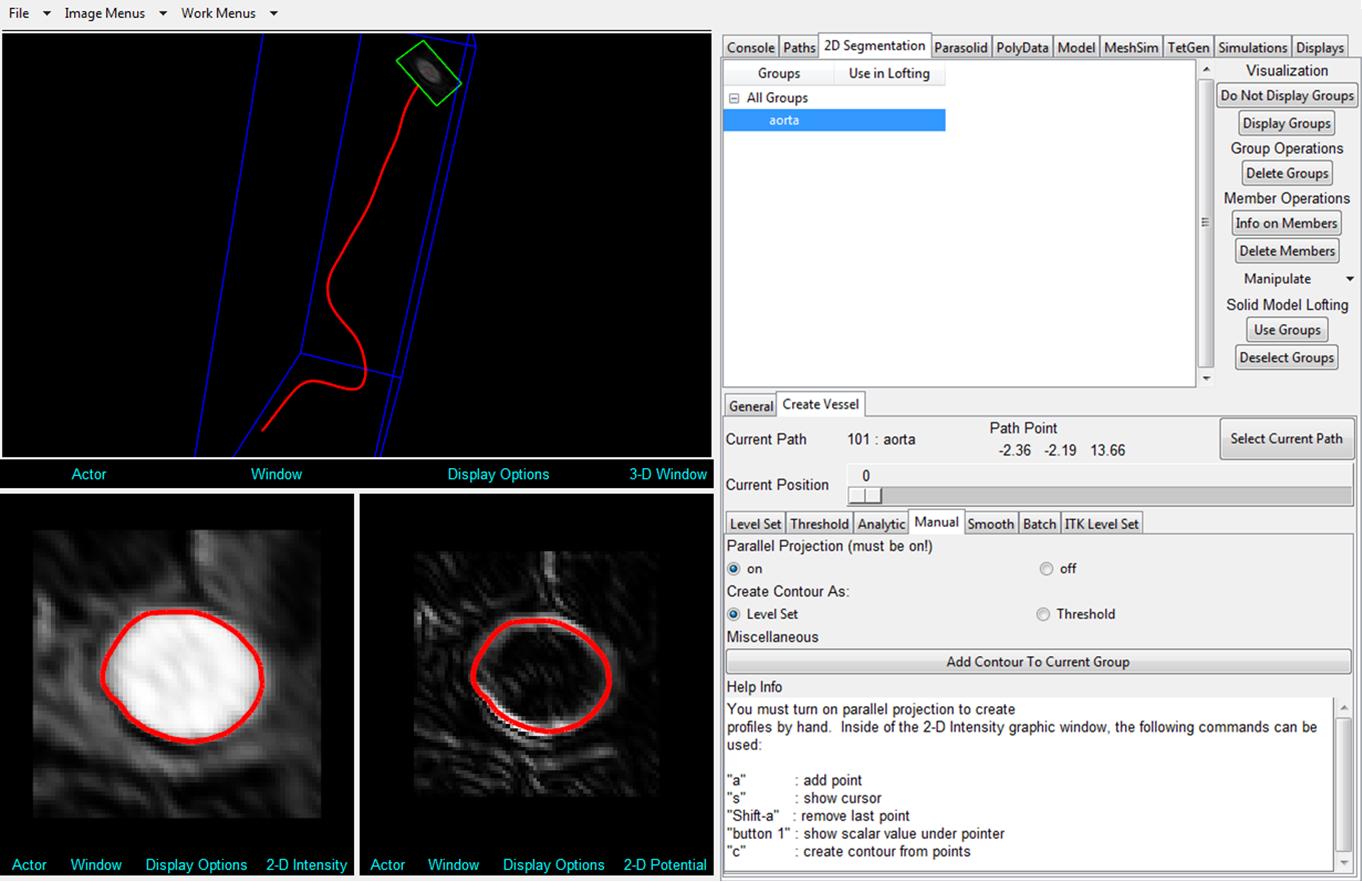 File Image Menus Work Menus
Actor Window Display Options 3-D Window
Actor Window Display Options 2-D Intensity
Actor Window Display Options 2-D Potential
Console Paths 2D Segmentation Parasolid PolyData Model MeshSim TetGen Simulations Displays
Groups Use in Lofting
All Groups
aorta
Visualization
Do Not Display Groups
Display Groups
Group Operations
Delete Groups
Member Operations
Info on Members
Delete Members
Manipulate
Solid Model Lofting
Use Groups
Deselect Groups
General Create Vessel
Current Path 101 : aorta
Path Point
-2.36 -2.19 13.66
Select Current Path
Current Position
0
Level Set Threshold Analytic Manual Smooth Batch ITK Level Set
Parallel Projection (must be on!)
on off
Create Contour As:
Level Set Threshold
Miscellaneous
Add Contour To Current Group
Help Info
You must turn on parallel projection to create
profiles by hand. Inside of the 2-D Intensity graphic window, the following commands can be
used:
"a" : add point
"s" : show cursor
"Shift-a" : remove last point
"button 1" : show scalar value under pointer
"c" : create contour from points